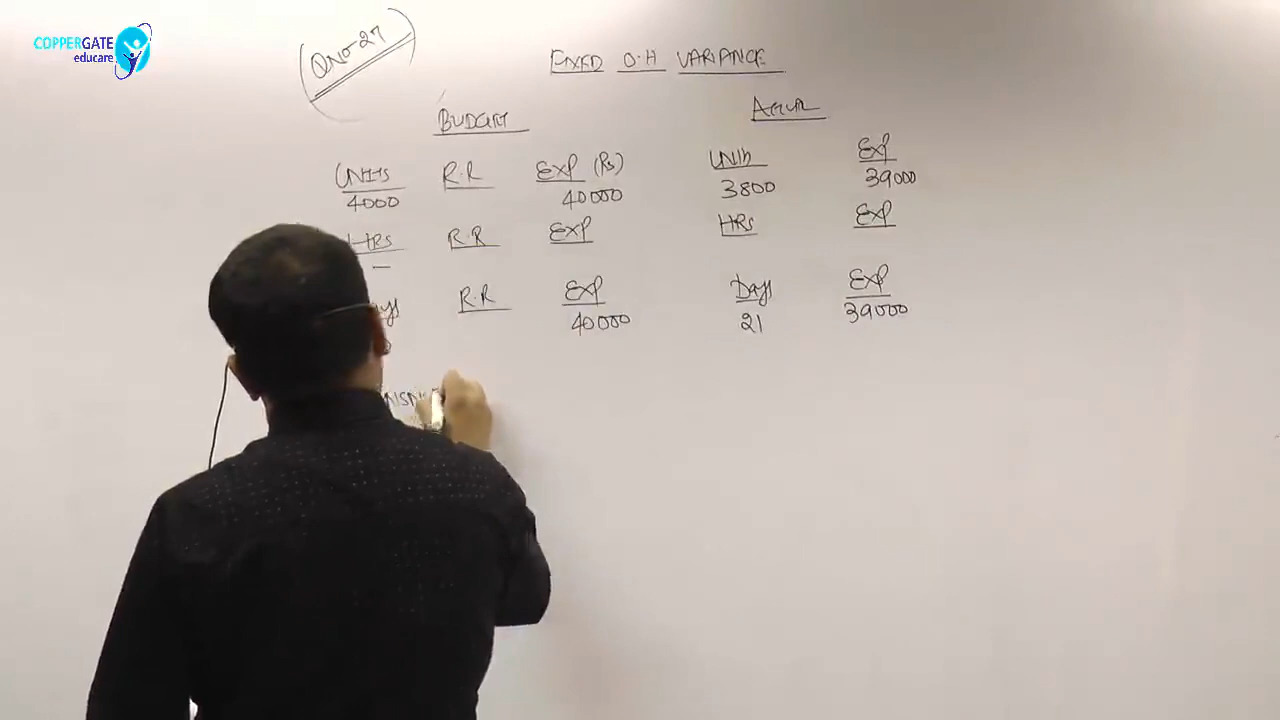 COPPERGATE
educare
QNo-27
FIXED O.H VARIANCE
BUDGET ACTUAL
UNITS R.R EXP (Rs) UNITS EXP
4000 40000 3800 39000
HRS R.R EXP HRS EXP
—
R.R EXP Days EXP
40000 21 39000